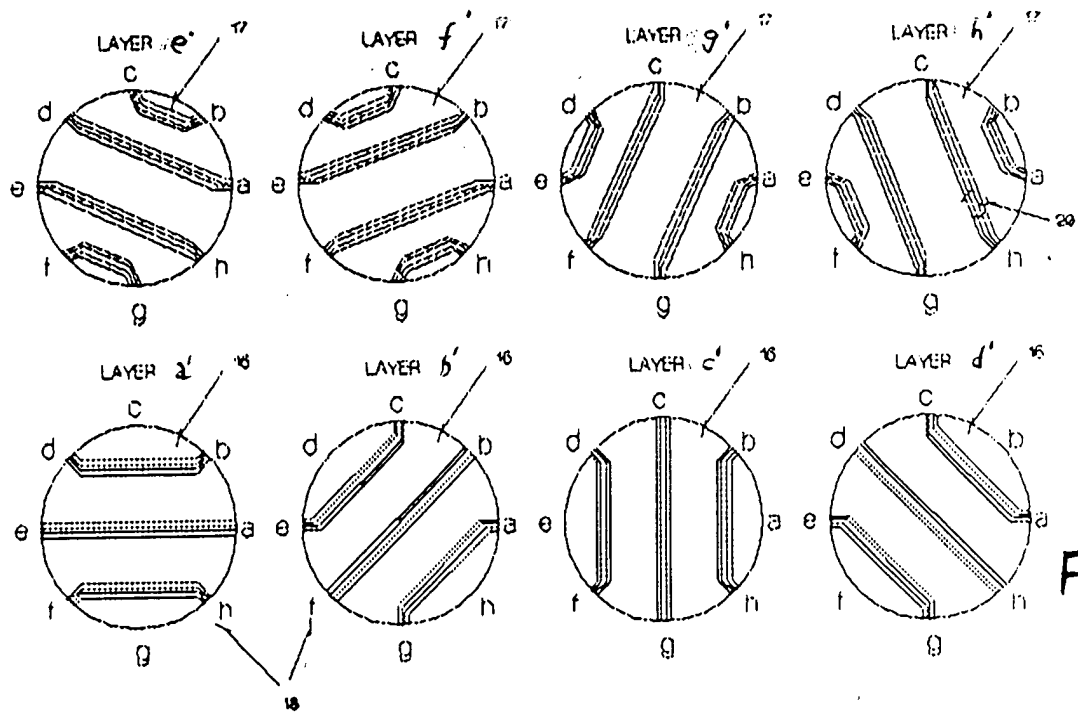 LAYER e' 17
LAYER f' 17
LAYER g' 17
LAYER h' 17
c c c c
d b d b d b d b
e a e a e a e a
20
f h f h f h f h
g g g g
LAYER a' 16
LAYER b' 16
LAYER c' 16
LAYER d' 16
c c c c
d b d b d b d b
e a e a e a e a
F
f h f h f h f h
g g g g
18